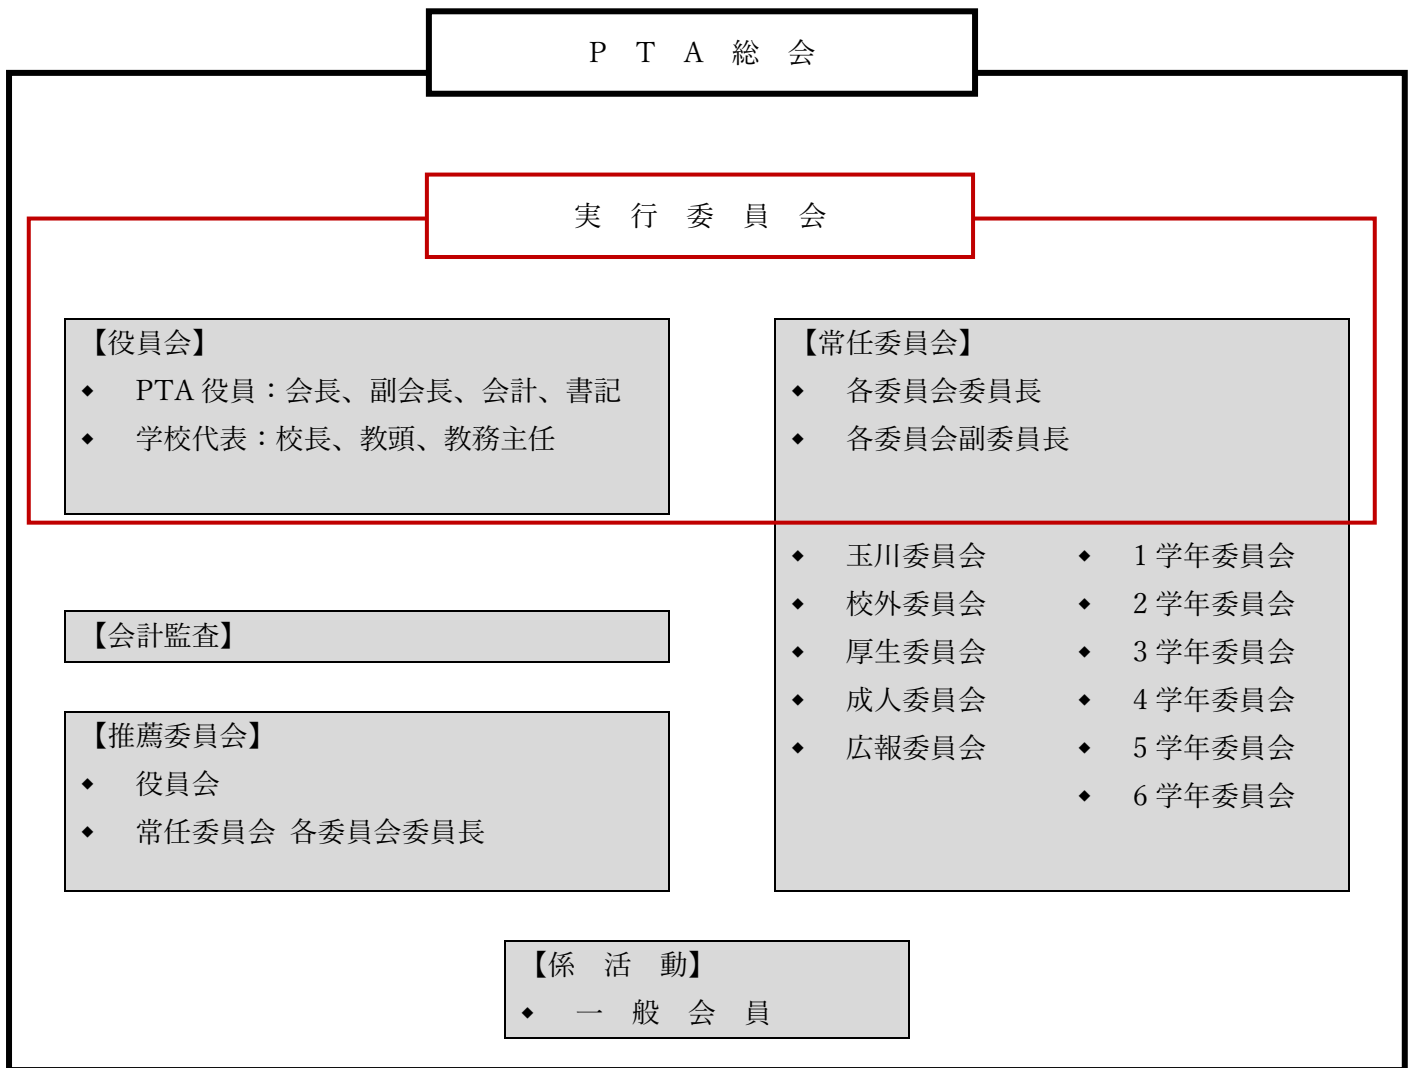 P T A 総 会
実 行 委 員 会
【役員会】
◆ PTA 役員：会長、副会長、会計、書記
◆ 学校代表：校長、教頭、教務主任
【常任委員会】
◆ 各委員会委員長
◆ 各委員会副委員長
◆ 玉川委員会
◆ 校外委員会
◆ 厚生委員会
◆ 成人委員会
◆ 広報委員会
◆ 1 学年委員会
◆ 2 学年委員会
◆ 3 学年委員会
◆ 4 学年委員会
◆ 5 学年委員会
◆ 6 学年委員会
【会計監査】
【推薦委員会】
◆ 役員会
◆ 常任委員会 各委員会委員長
【係 活 動】
◆ 一 般 会 員